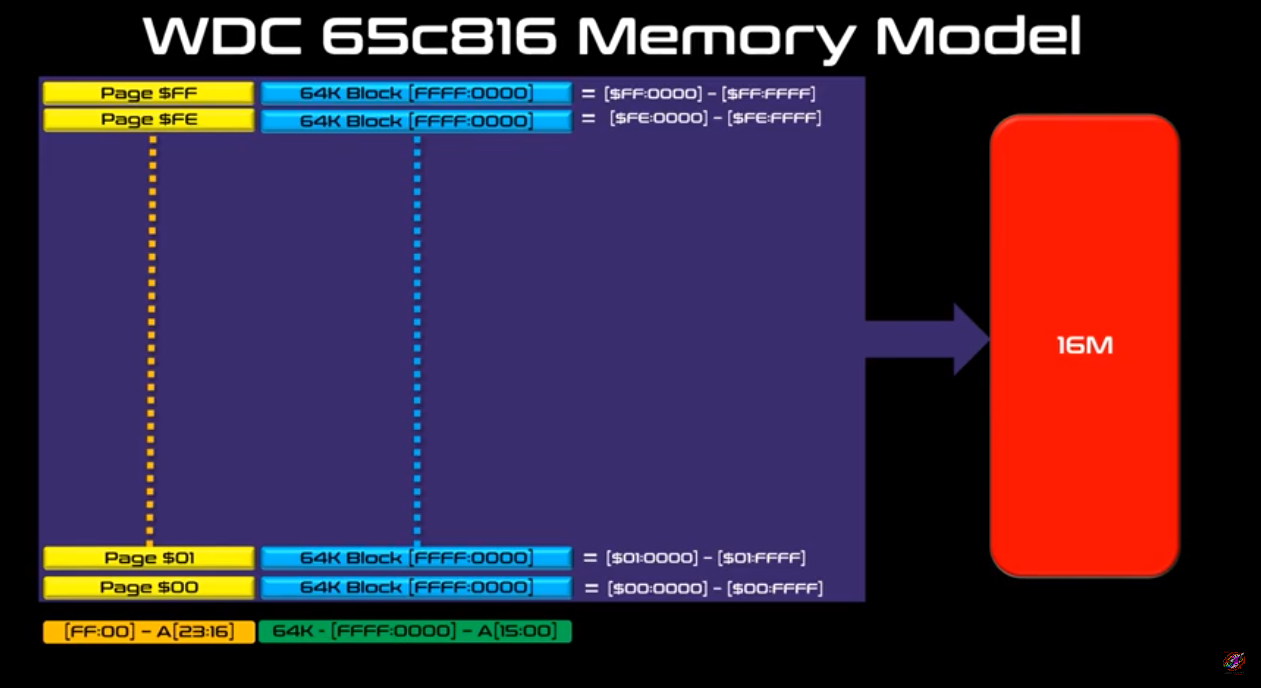 WDC 65c816 Memory Model
Page $FF 64K Block [FFFF:0000] = [$FF:0000] - [$FF:FFFF]
Page $FE 64K Block [FFFF:0000] = [$FE:0000] - [$FE:FFFF]
16M
Page $01 64K Block [FFFF:0000] = [$01:0000] - [$01:FFFF]
Page $00 64K Block [FFFF:0000] = [$00:0000] - [$00:FFFF]
[FF:00] - A[23:16] 64K - [FFFF:0000] - A[15:00]